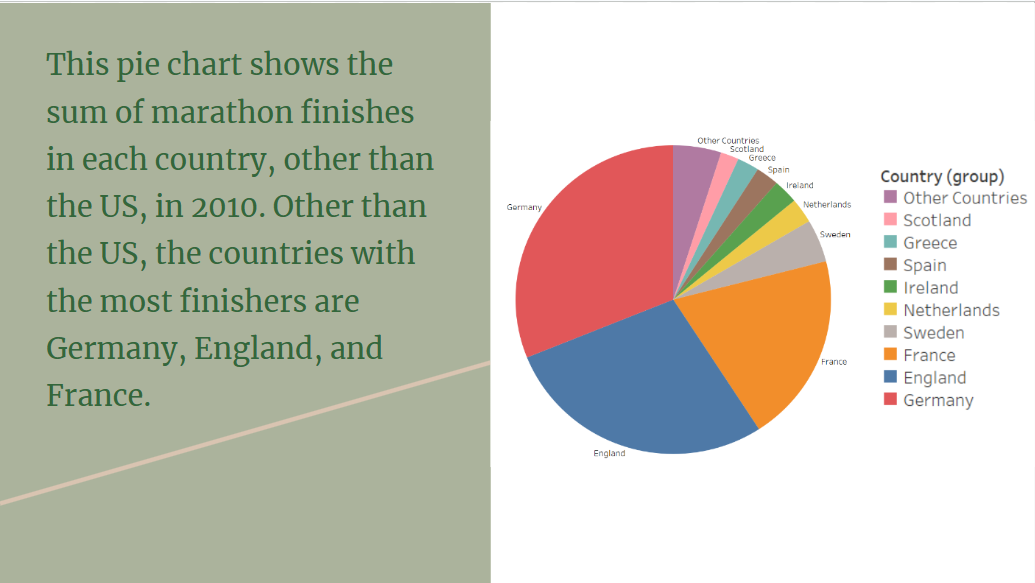 This pie chart shows the
sum of marathon finishes
in each country, other than
the US, in 2010. Other than
the US, the countries with
the most finishers are
Germany, England, and
France.
Other Countries
Scotland
Greece
Spain
Ireland
Netherlands
Sweden
France
England
Germany
Country (group)
Other Countries
Scotland
Greece
Spain
Ireland
Netherlands
Sweden
France
England
Germany